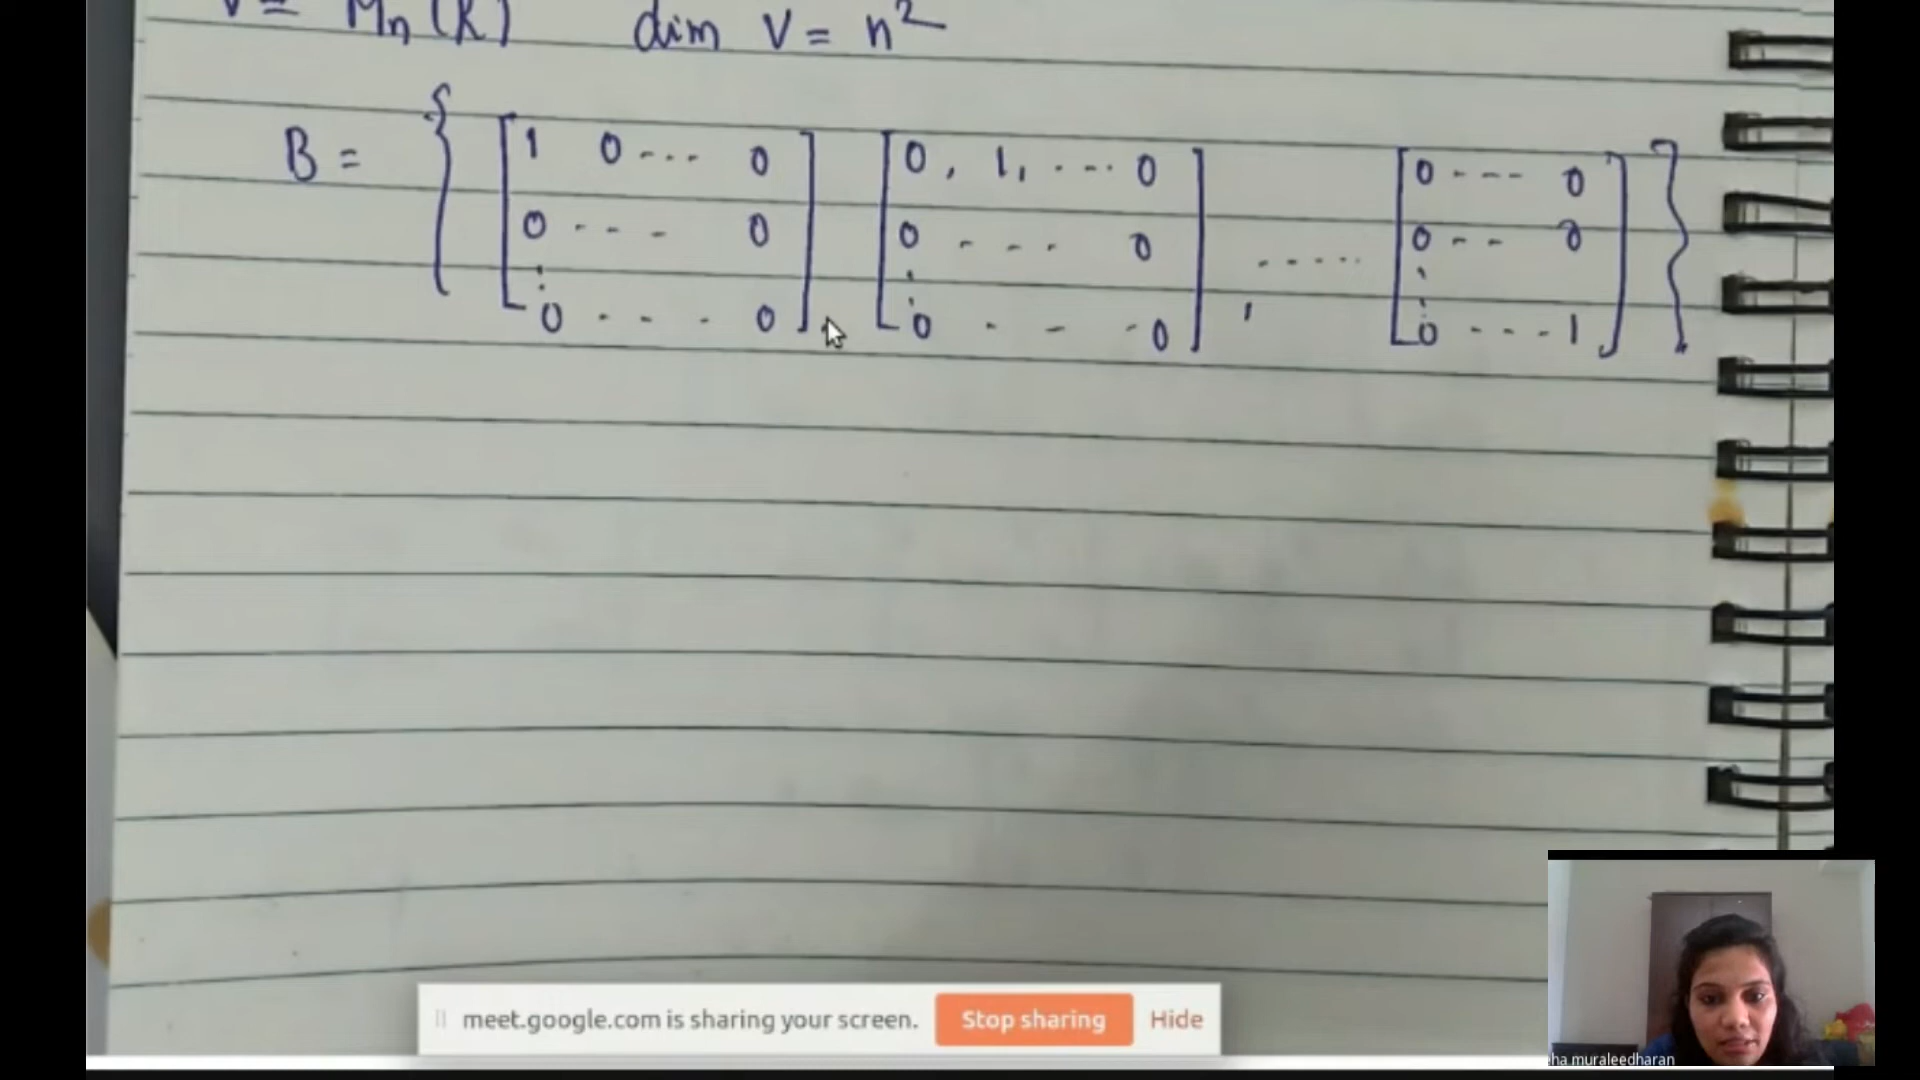 V = Mn (R) dim V = n²
B = { [ 1 0 --- 0 ] [ 0 , 1, - --- 0 ] [ 0 - --- 0 ] }
0 - - - 0 0 - - - 0 0 - - 0
: : ..... :
0 - - - 0 , 0 - - - 0 , 0 - - - 1
meet.google.com is sharing your screen. Stop sharing Hide
muraleedharan